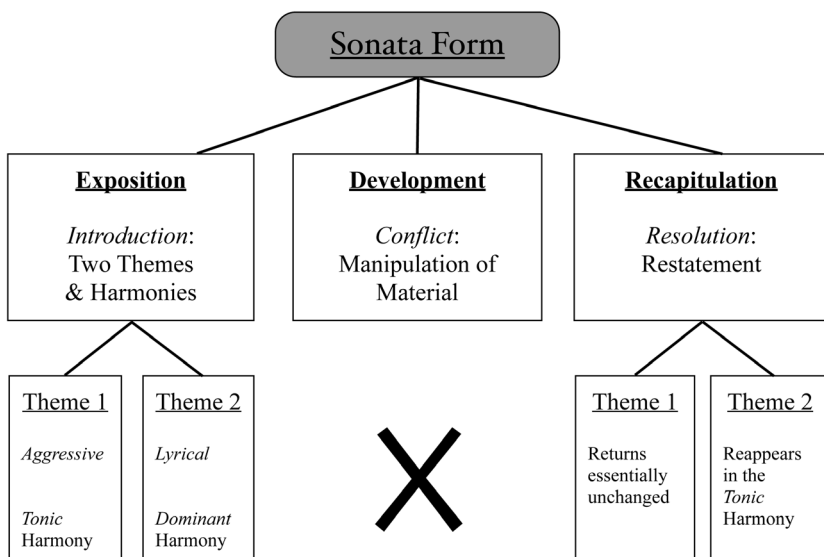 Sonata Form
Exposition
Introduction:
Two Themes
& Harmonies
Development
Conflict:
Manipulation of
Material
Recapitulation
Resolution:
Restatement
Theme 1
Aggressive
Tonic
Harmony
Theme 2
Lyrical
Dominant
Harmony
Theme 1
Returns
essentially
unchanged
Theme 2
Reappears
in the
Tonic
Harmony